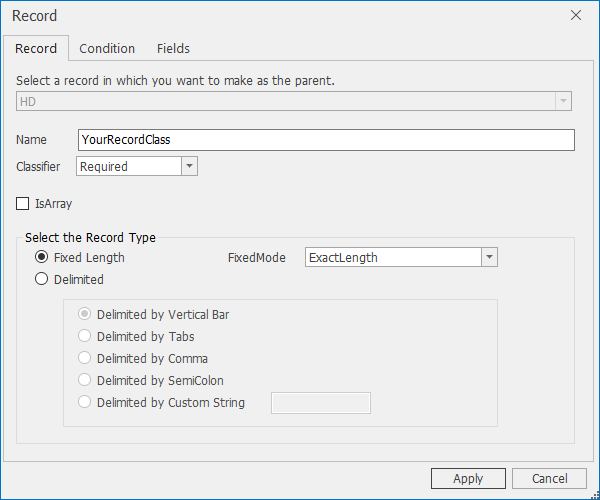 Record
Record Condition Fields
Select a record in which you want to make as the parent.
HD
Name YourRecordClass
Classifier Required
IsArray
Select the Record Type
Fixed Length FixedMode ExactLength
Delimited
Delimited by Vertical Bar
Delimited by Tabs
Delimited by Comma
Delimited by SemiColon
Delimited by Custom String
Apply Cancel